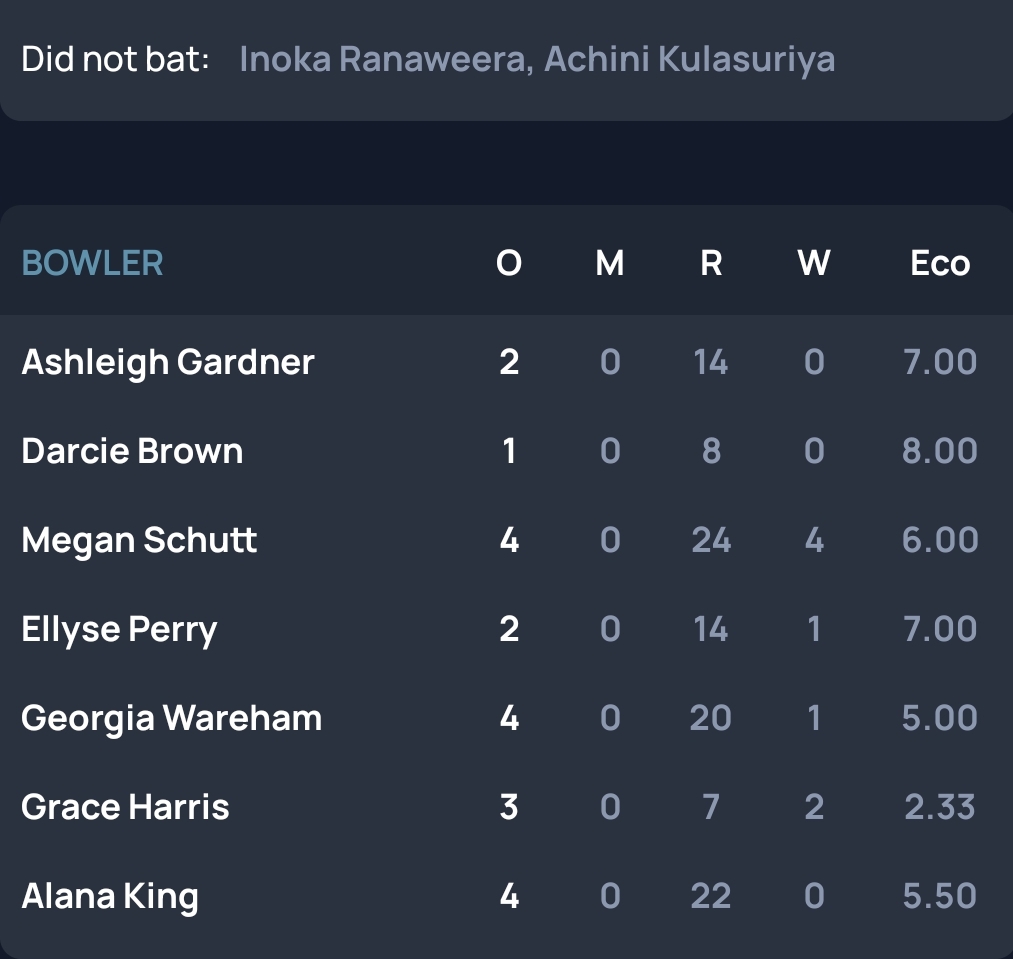 Did not bat: Inoka Ranaweera, Achini Kulasuriya
BOWLER O M R W Eco
Ashleigh Gardner 2 0 14 0 7.00
Darcie Brown 1 0 8 0 8.00
Megan Schutt 4 0 24 4 6.00
Ellyse Perry 2 0 14 1 7.00
Georgia Wareham 4 0 20 1 5.00
Grace Harris 3 0 7 2 2.33
Alana King 4 0 22 0 5.50